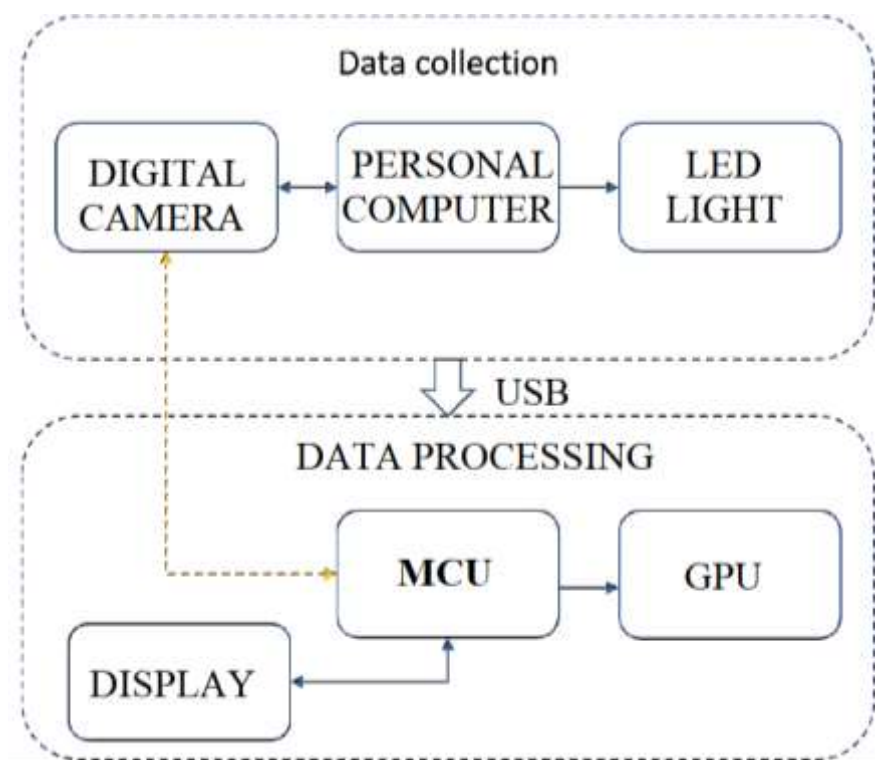 Data collection
DIGITAL
CAMERA
PERSONAL
COMPUTER
LED
LIGHT
USB
DATA PROCESSING
MCU
GPU
DISPLAY